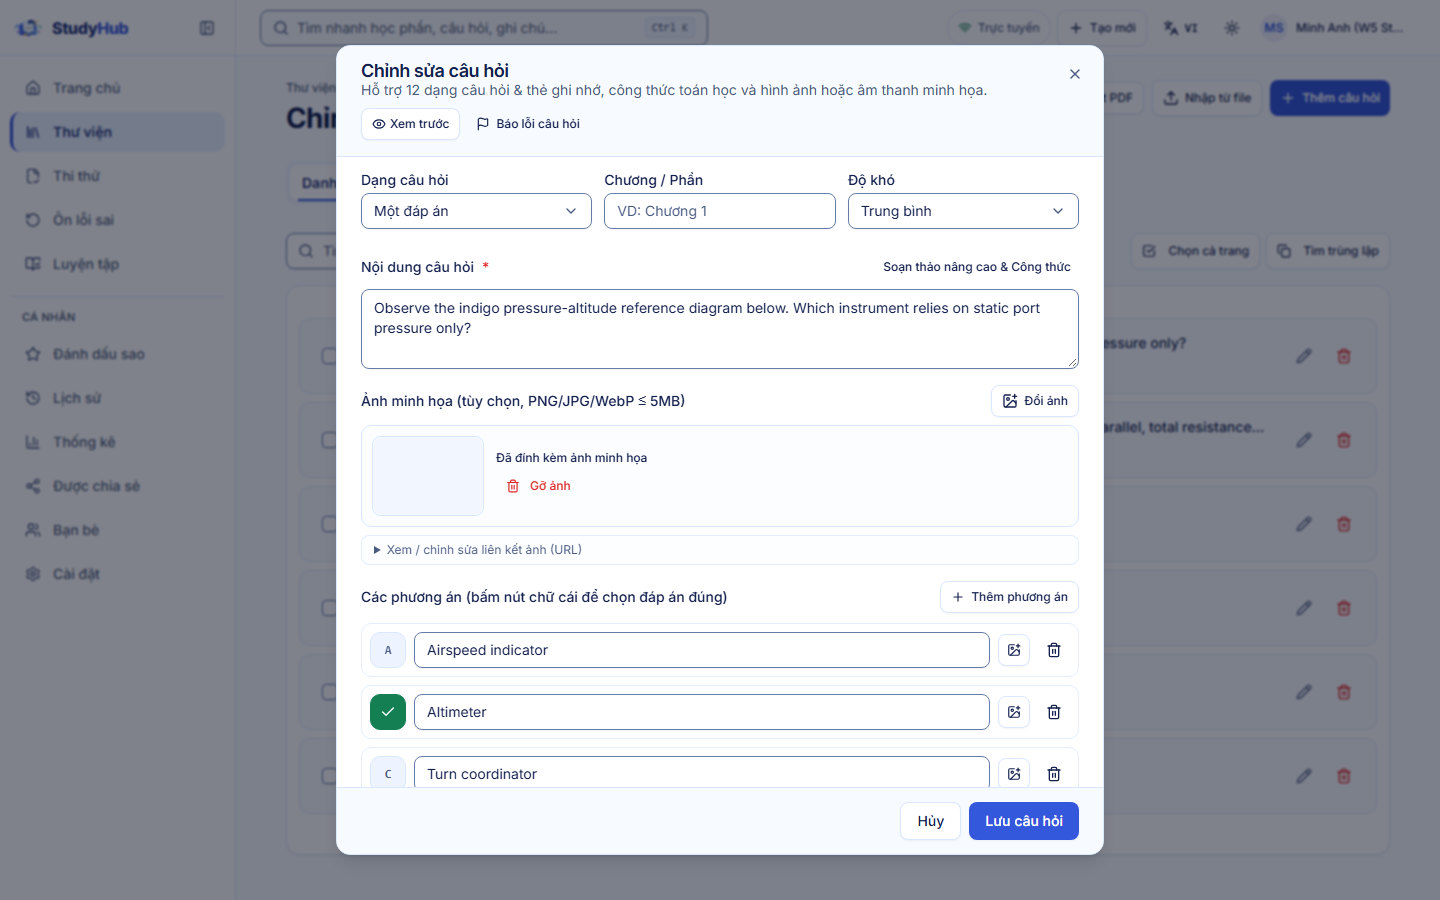 StudyHub
Tìm nhanh học phần, câu hỏi, ghi chú...
Ctrl K
Trực tuyến
Tạo mới
VI
MS
Minh Anh (W5 St...
Trang chủ
Thư viện
Thi thử
Ôn lỗi sai
Luyện tập
CÁ NHÂN
Đánh dấu sao
Lịch sử
Thống kê
Được chia sẻ
Bạn bè
Cài đặt
Thư viện
PDF
Nhập từ file
Thêm câu hỏi
Chọn cả trang
Tìm trùng lặp
essure only?
arallel, total resistance...
Chỉnh sửa câu hỏi
Hỗ trợ 12 dạng câu hỏi & thẻ ghi nhớ, công thức toán học và hình ảnh hoặc âm thanh minh họa.
Xem trước
Báo lỗi câu hỏi
Dạng câu hỏi
Chương / Phần
Độ khó
Một đáp án
VD: Chương 1
Trung bình
Nội dung câu hỏi *
Soạn thảo nâng cao & Công thức
Observe the indigo pressure-altitude reference diagram below. Which instrument relies on static port
pressure only?
Ảnh minh họa (tùy chọn, PNG/JPG/WebP ≤ 5MB)
Đổi ảnh
Đã đính kèm ảnh minh họa
Gỡ ảnh
Xem / chỉnh sửa liên kết ảnh (URL)
Các phương án (bấm nút chữ cái để chọn đáp án đúng)
Thêm phương án
A
Airspeed indicator
Altimeter
C
Turn coordinator
Hủy
Lưu câu hỏi